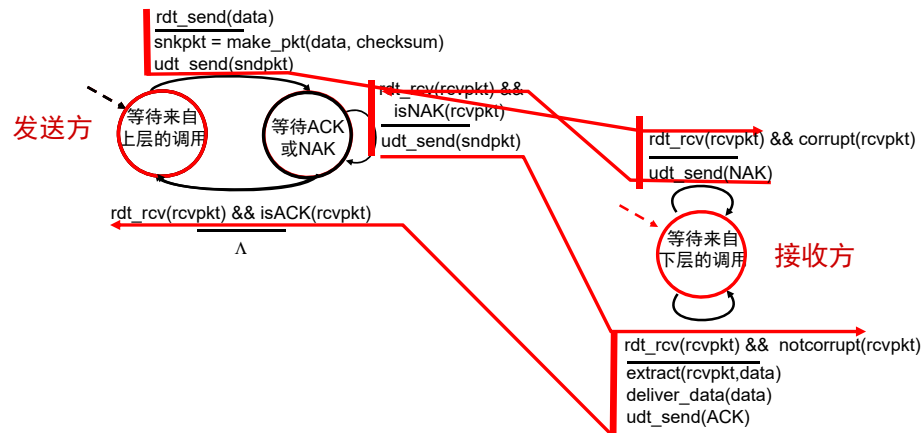 rdt_send(data)
snkpkt = make_pkt(data, checksum)
udt_send(sndpkt)
发送方
等待来自
上层的调用
等待ACK
或NAK
rdt_rcv(rcvpkt) &&
isNAK(rcvpkt)
udt_send(sndpkt)
rdt_rcv(rcvpkt) && isACK(rcvpkt)
Λ
rdt_rcv(rcvpkt) && corrupt(rcvpkt)
udt_send(NAK)
等待来自
下层的调用
接收方
rdt_rcv(rcvpkt) && notcorrupt(rcvpkt)
extract(rcvpkt,data)
deliver_data(data)
udt_send(ACK)